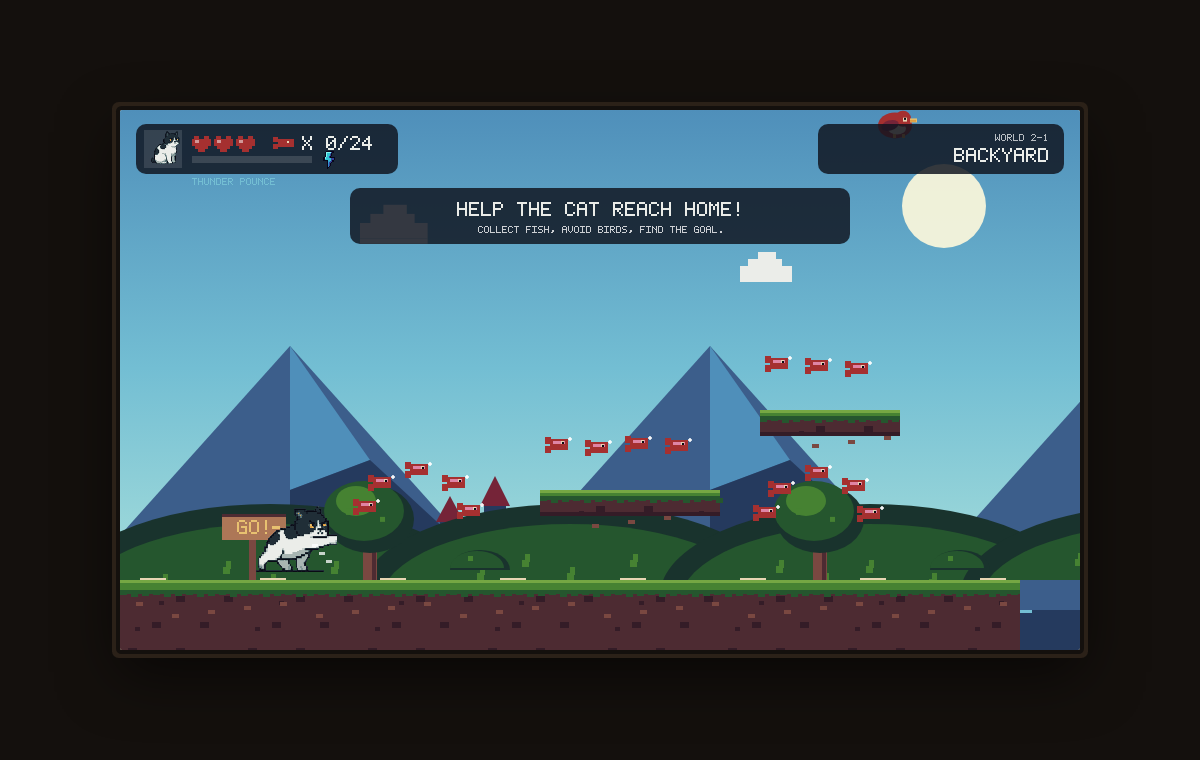 X 0/24
THUNDER POUNCE
WORLD 2-1
BACKYARD
HELP THE CAT REACH HOME!
COLLECT FISH, AVOID BIRDS, FIND THE GOAL.
GO!